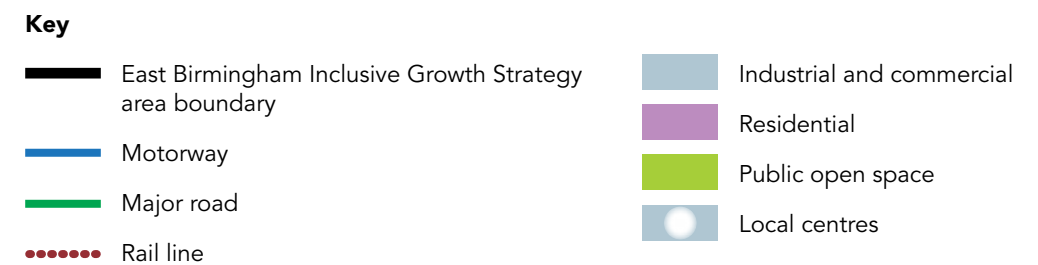 Key
East Birmingham Inclusive Growth Strategy
area boundary
Motorway
Major road
Rail line
Industrial and commercial
Residential
Public open space
Local centres